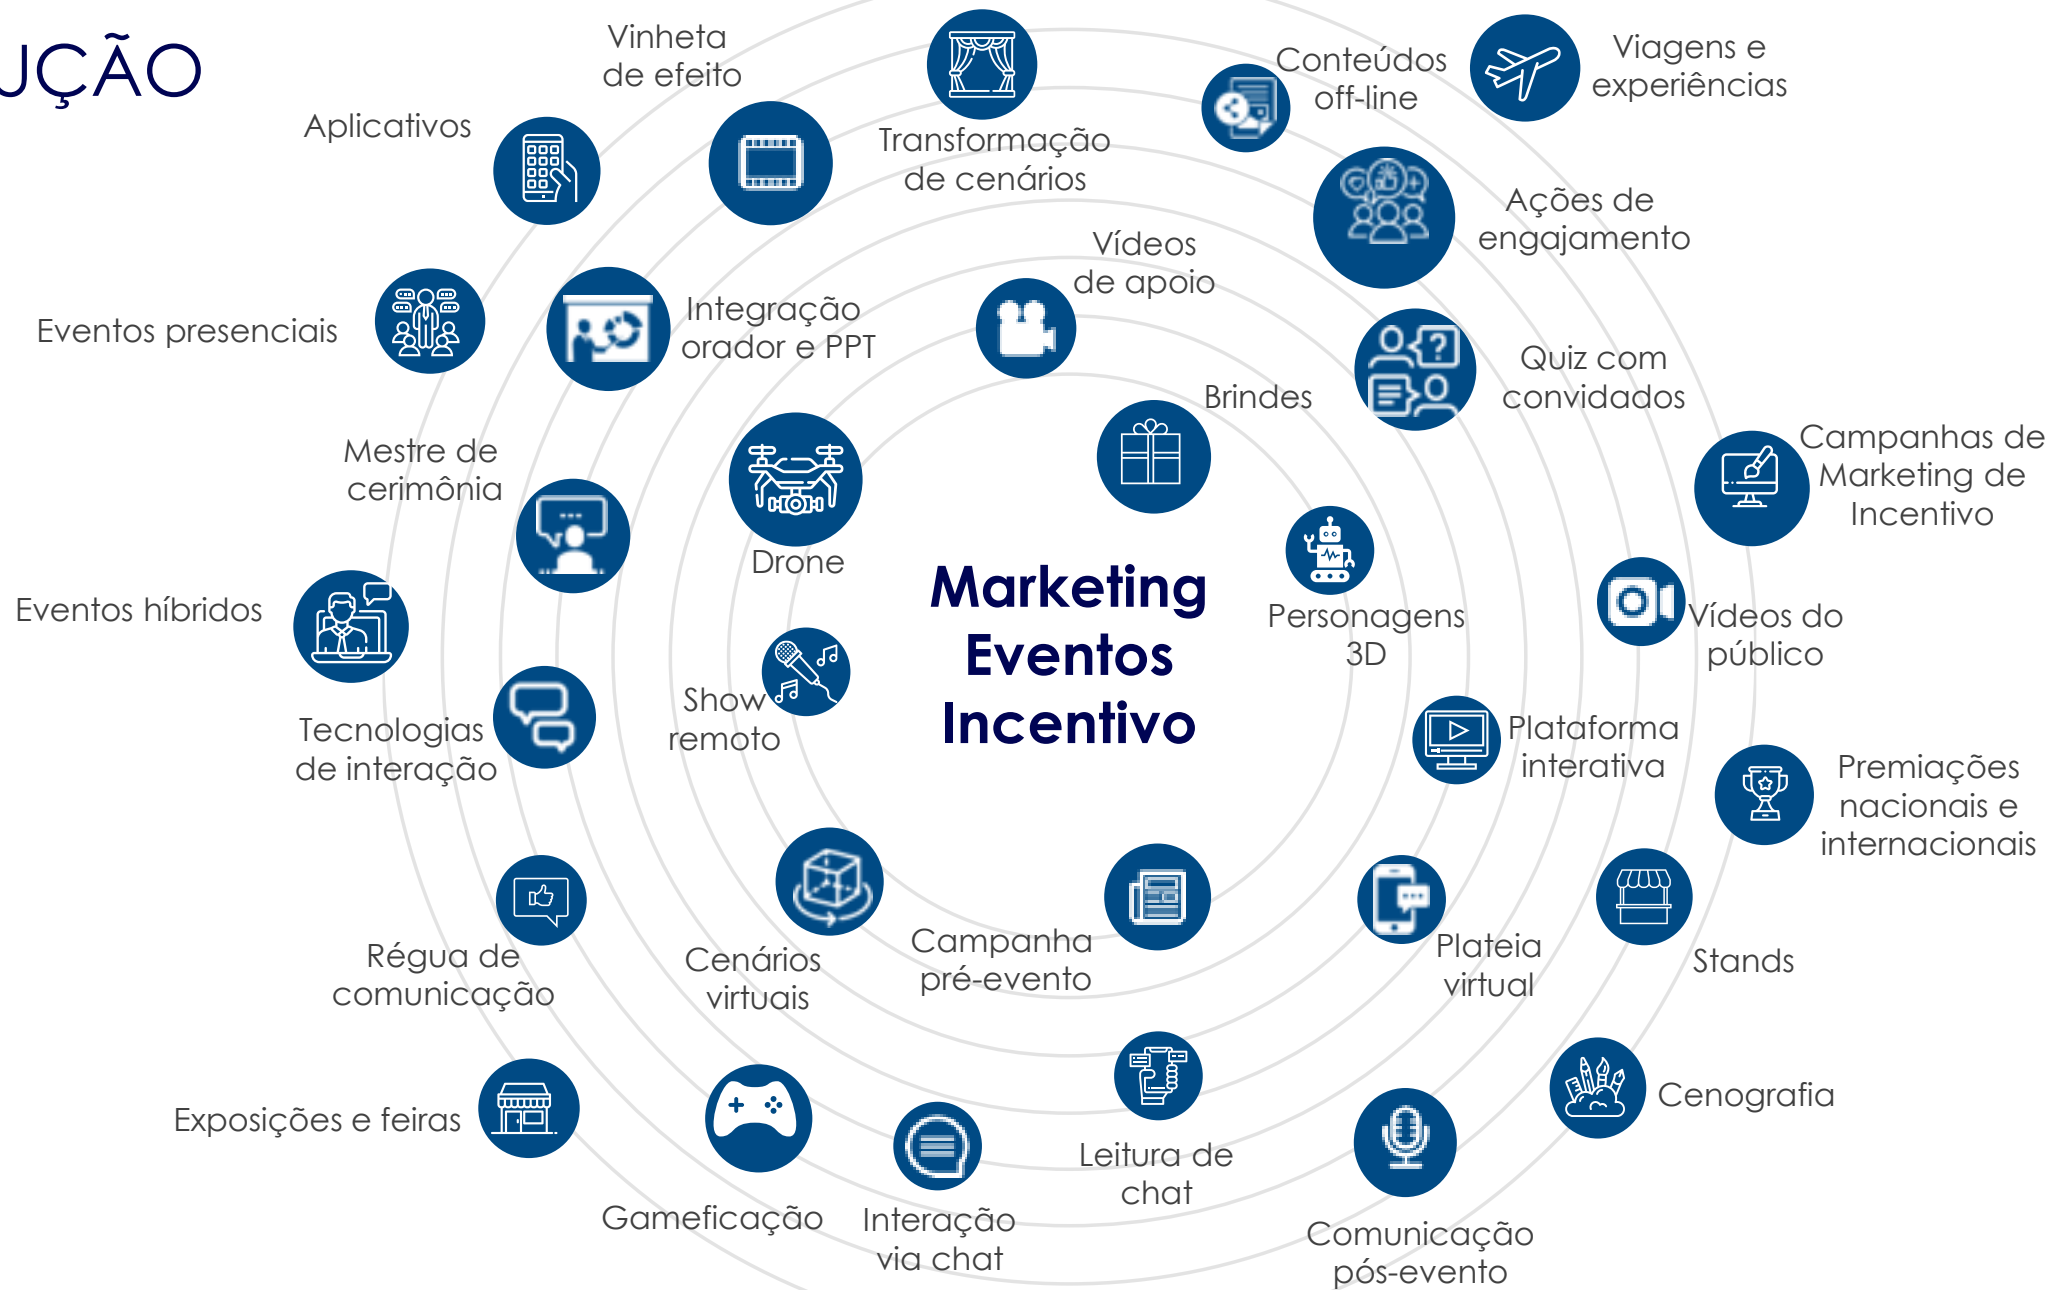 UÇÃO
Vinheta
de efeito
Aplicativos
Transformação
de cenários
Conteúdos
off-line
Viagens e
experiências
Ações de
engajamento
Vídeos
de apoio
Eventos presenciais
Integração
orador e PPT
Quiz com
convidados
Brindes
Mestre de
cerimônia
Drone
Campanhas de
Marketing de
Incentivo
Marketing
Eventos
Incentivo
Eventos híbridos
Personagens
3D
Vídeos do
público
Show
remoto
Tecnologias
de interação
Plataforma
interativa
Premiações
nacionais e
internacionais
Régua de
comunicação
Cenários
virtuais
Campanha
pré-evento
Plateia
virtual
Stands
Exposições e feiras
Gameficação
Interação
via chat
Leitura de
chat
Comunicação
pós-evento
Cenografia